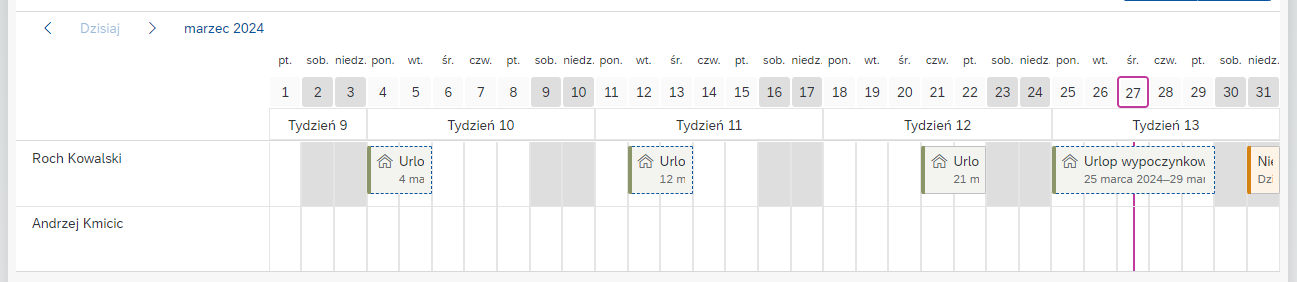 Dzisiaj marzec 2024
pt. sob. niedz. pon. wt. śr. czw. pt. sob. niedz. pon. wt. śr. czw. pt. sob. niedz. pon. wt. śr. czw. pt. sob. niedz. pon. wt. śr. czw. pt. sob. niedz.
1 2 3 4 5 6 7 8 9 10 11 12 13 14 15 16 17 18 19 20 21 22 23 24 25 26 27 28 29 30 31
Tydzień 9 Tydzień 10 Tydzień 11 Tydzień 12 Tydzień 13
Roch Kowalski Urlo Urlo Urlo Urlop wypoczynkow Nie
4 ma 12 m 21 m 25 marca 2024–29 mar Dzi
Andrzej Kmicic